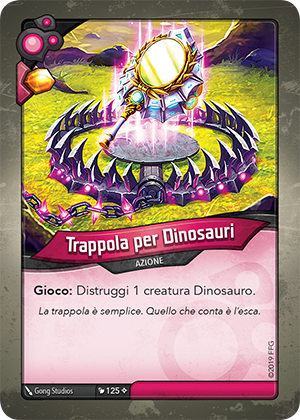 Trappola per Dinosauri
AZIONE
Gioco: Distruggi 1 creatura Dinosauro.
La trappola è semplice. Quello che conta è l'esca.
©2019 FFG
Gong Studios
125